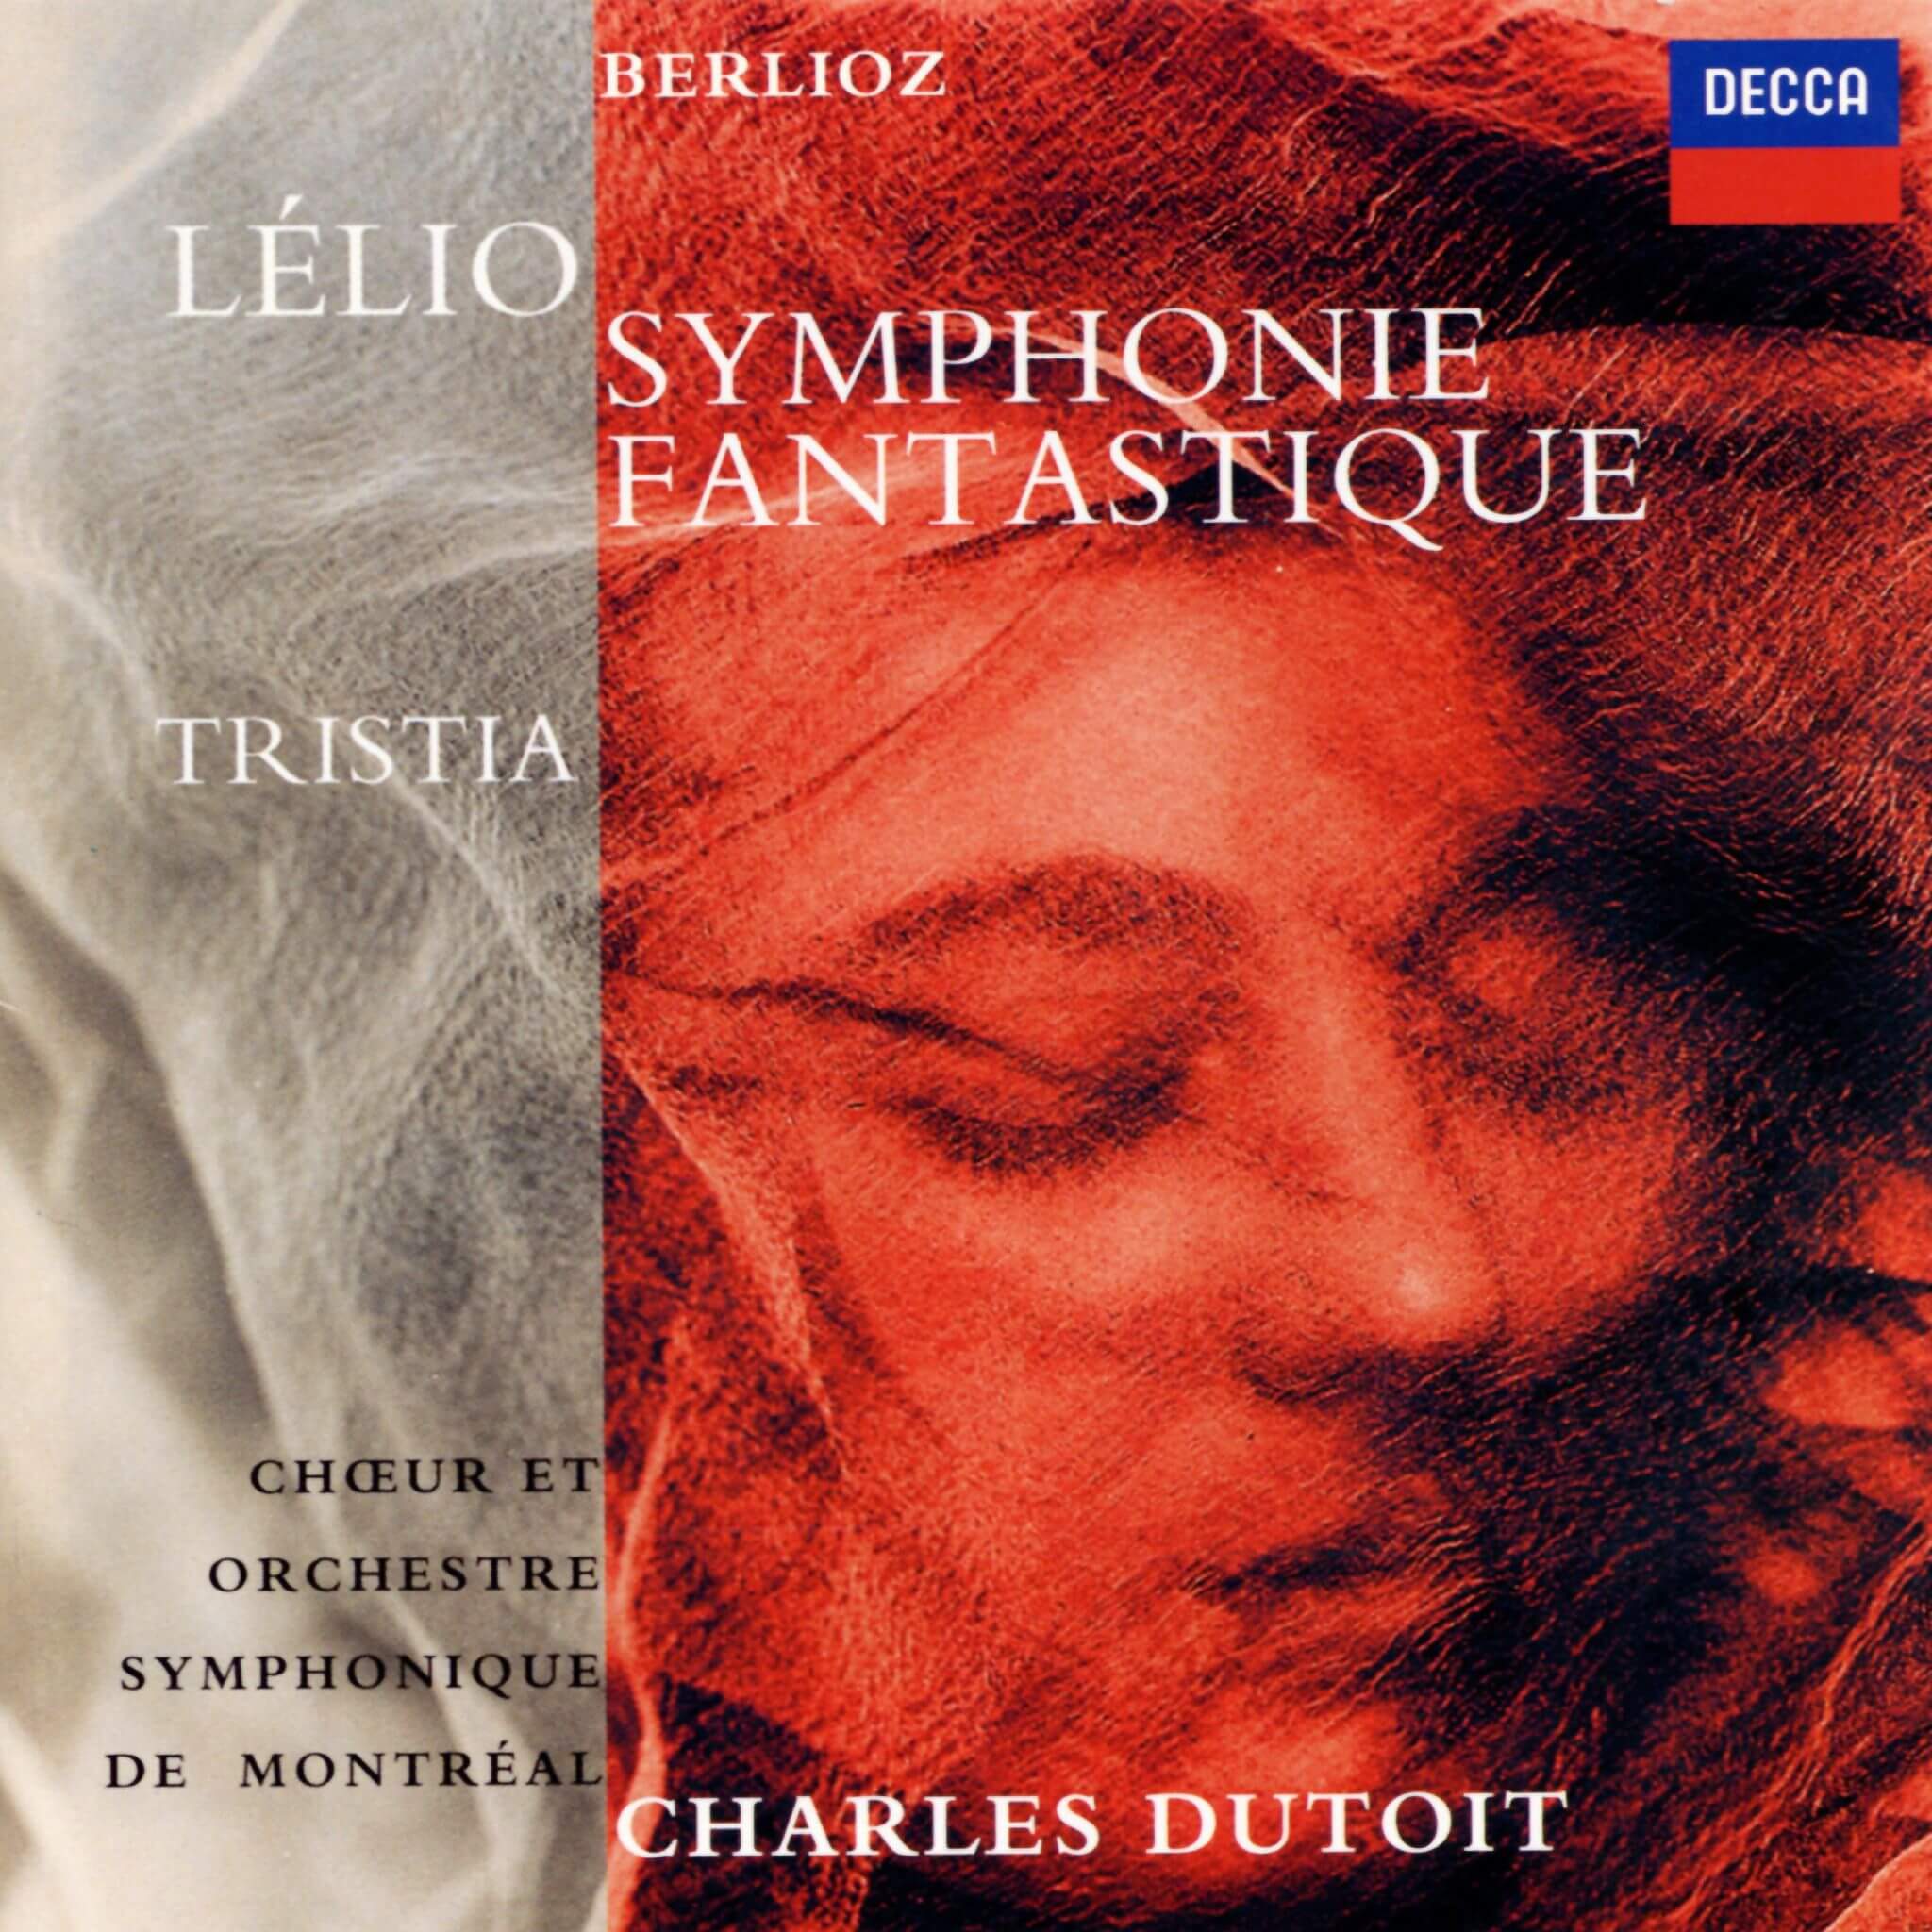 BERLIOZ
DECCA
LÉLIO
SYMPHONIE
FANTASTIQUE
TRISTIA
CHŒUR ET
ORCHESTRE
SYMPHONIQUE
DE MONTRÉAL
CHARLES DUTOIT